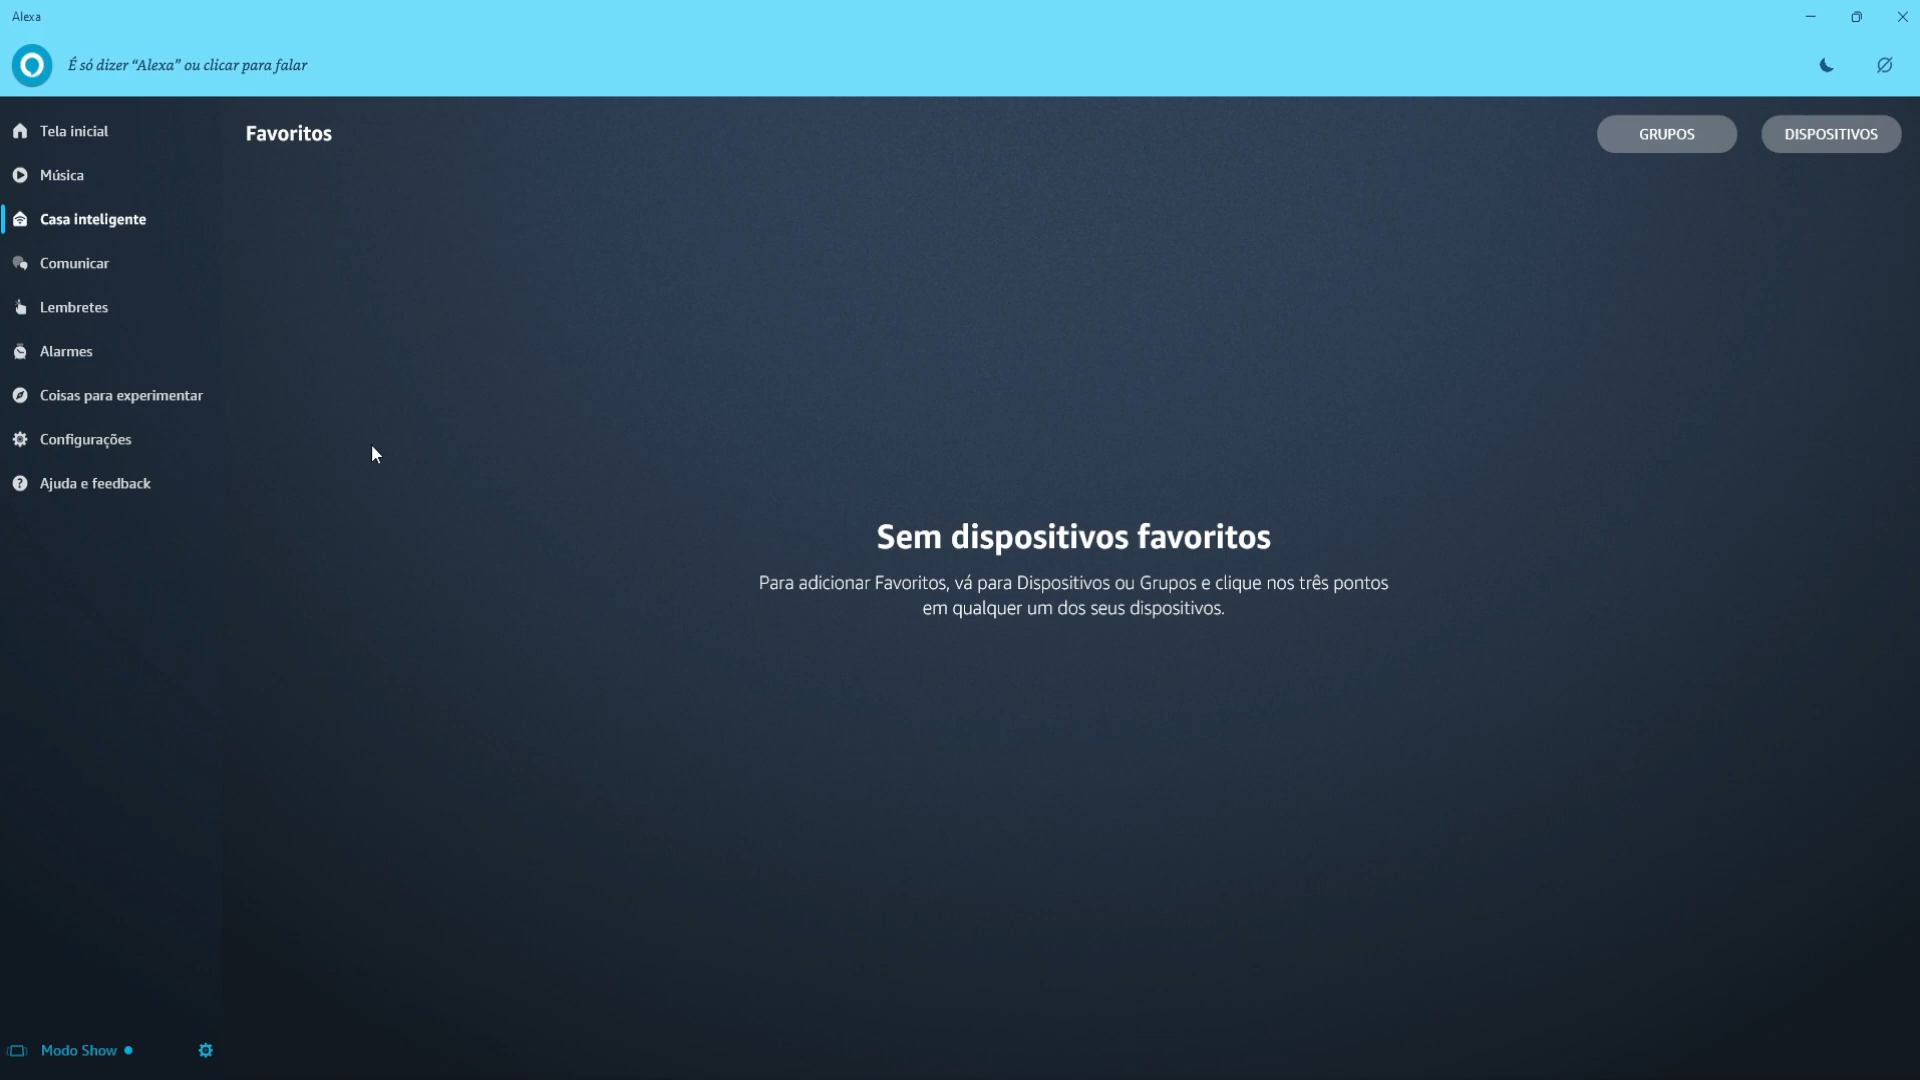 Alexa
É só dizer “Alexa” ou clicar para falar
Tela inicial
Música
Casa inteligente
Comunicar
Lembretes
Alarmes
Coisas para experimentar
Configurações
Ajuda e feedback
Modo Show
Favoritos
GRUPOS
DISPOSITIVOS
Sem dispositivos favoritos
Para adicionar Favoritos, vá para Dispositivos ou Grupos e clique nos três pontos
em qualquer um dos seus dispositivos.